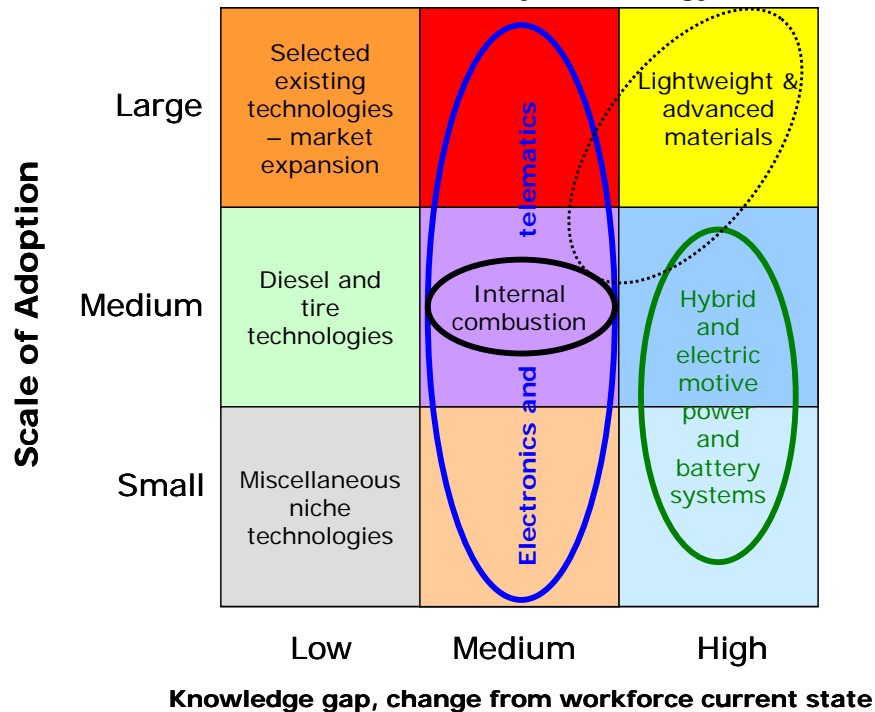 Large
Medium
Small
Scale of Adoption
Selected
existing
technologies
– market
expansion
Lightweight &
advanced
materials
Diesel and
tire
technologies
Internal
combustion
Electronics and telematics
Hybrid
and
electric
motive
power
and
battery
systems
Miscellaneous
niche
technologies
Low
Medium
High
Knowledge gap, change from workforce current state